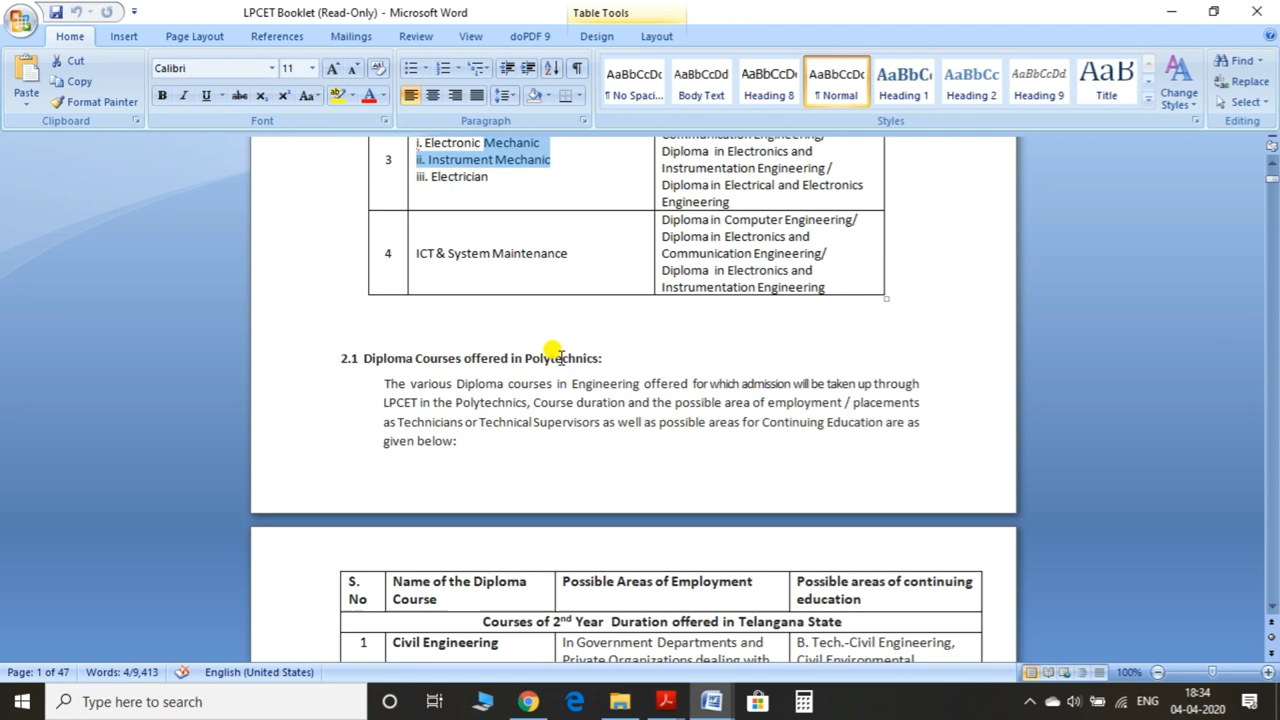 LPCET Booklet (Read-Only) - Microsoft Word
Table Tools
Home Insert Page Layout References Mailings Review View doPDF 9 Design Layout
Paste
Cut
Copy
Format Painter
Clipboard
Calibri 11
Font
Paragraph
AaBbCcDc AaBbCcDc AaBbCcDc AaBbCcDc AaBbCc AaBbCc AaBbCcDd AaB
¶ No Spaci... Body Text Heading 8 ¶ Normal Heading 1 Heading 2 Heading 9 Title
Change Styles
Styles
Find
Replace
Select
Editing
3
i. Electronic Mechanic
ii. Instrument Mechanic
iii. Electrician
Communication Engineering/
Diploma in Electronics and
Instrumentation Engineering /
Diploma in Electrical and Electronics
Engineering
4
ICT & System Maintenance
Diploma in Computer Engineering/
Diploma in Electronics and
Communication Engineering/
Diploma in Electronics and
Instrumentation Engineering
2.1 Diploma Courses offered in Polytechnics:
The various Diploma courses in Engineering offered for which admission will be taken up through
LPCET in the Polytechnics, Course duration and the possible area of employment / placements
as Technicians or Technical Supervisors as well as possible areas for Continuing Education are as
given below:
S. No
Name of the Diploma Course
Possible Areas of Employment
Possible areas of continuing education
Courses of 2nd Year Duration offered in Telangana State
1
Civil Engineering
In Government Departments and
Private Organizations dealing with
B. Tech.-Civil Engineering,
Civil Environmental
Page: 1 of 47 Words: 4/9,413 English (United States) 100%
Type here to search
ENG
18:34
04-04-2020